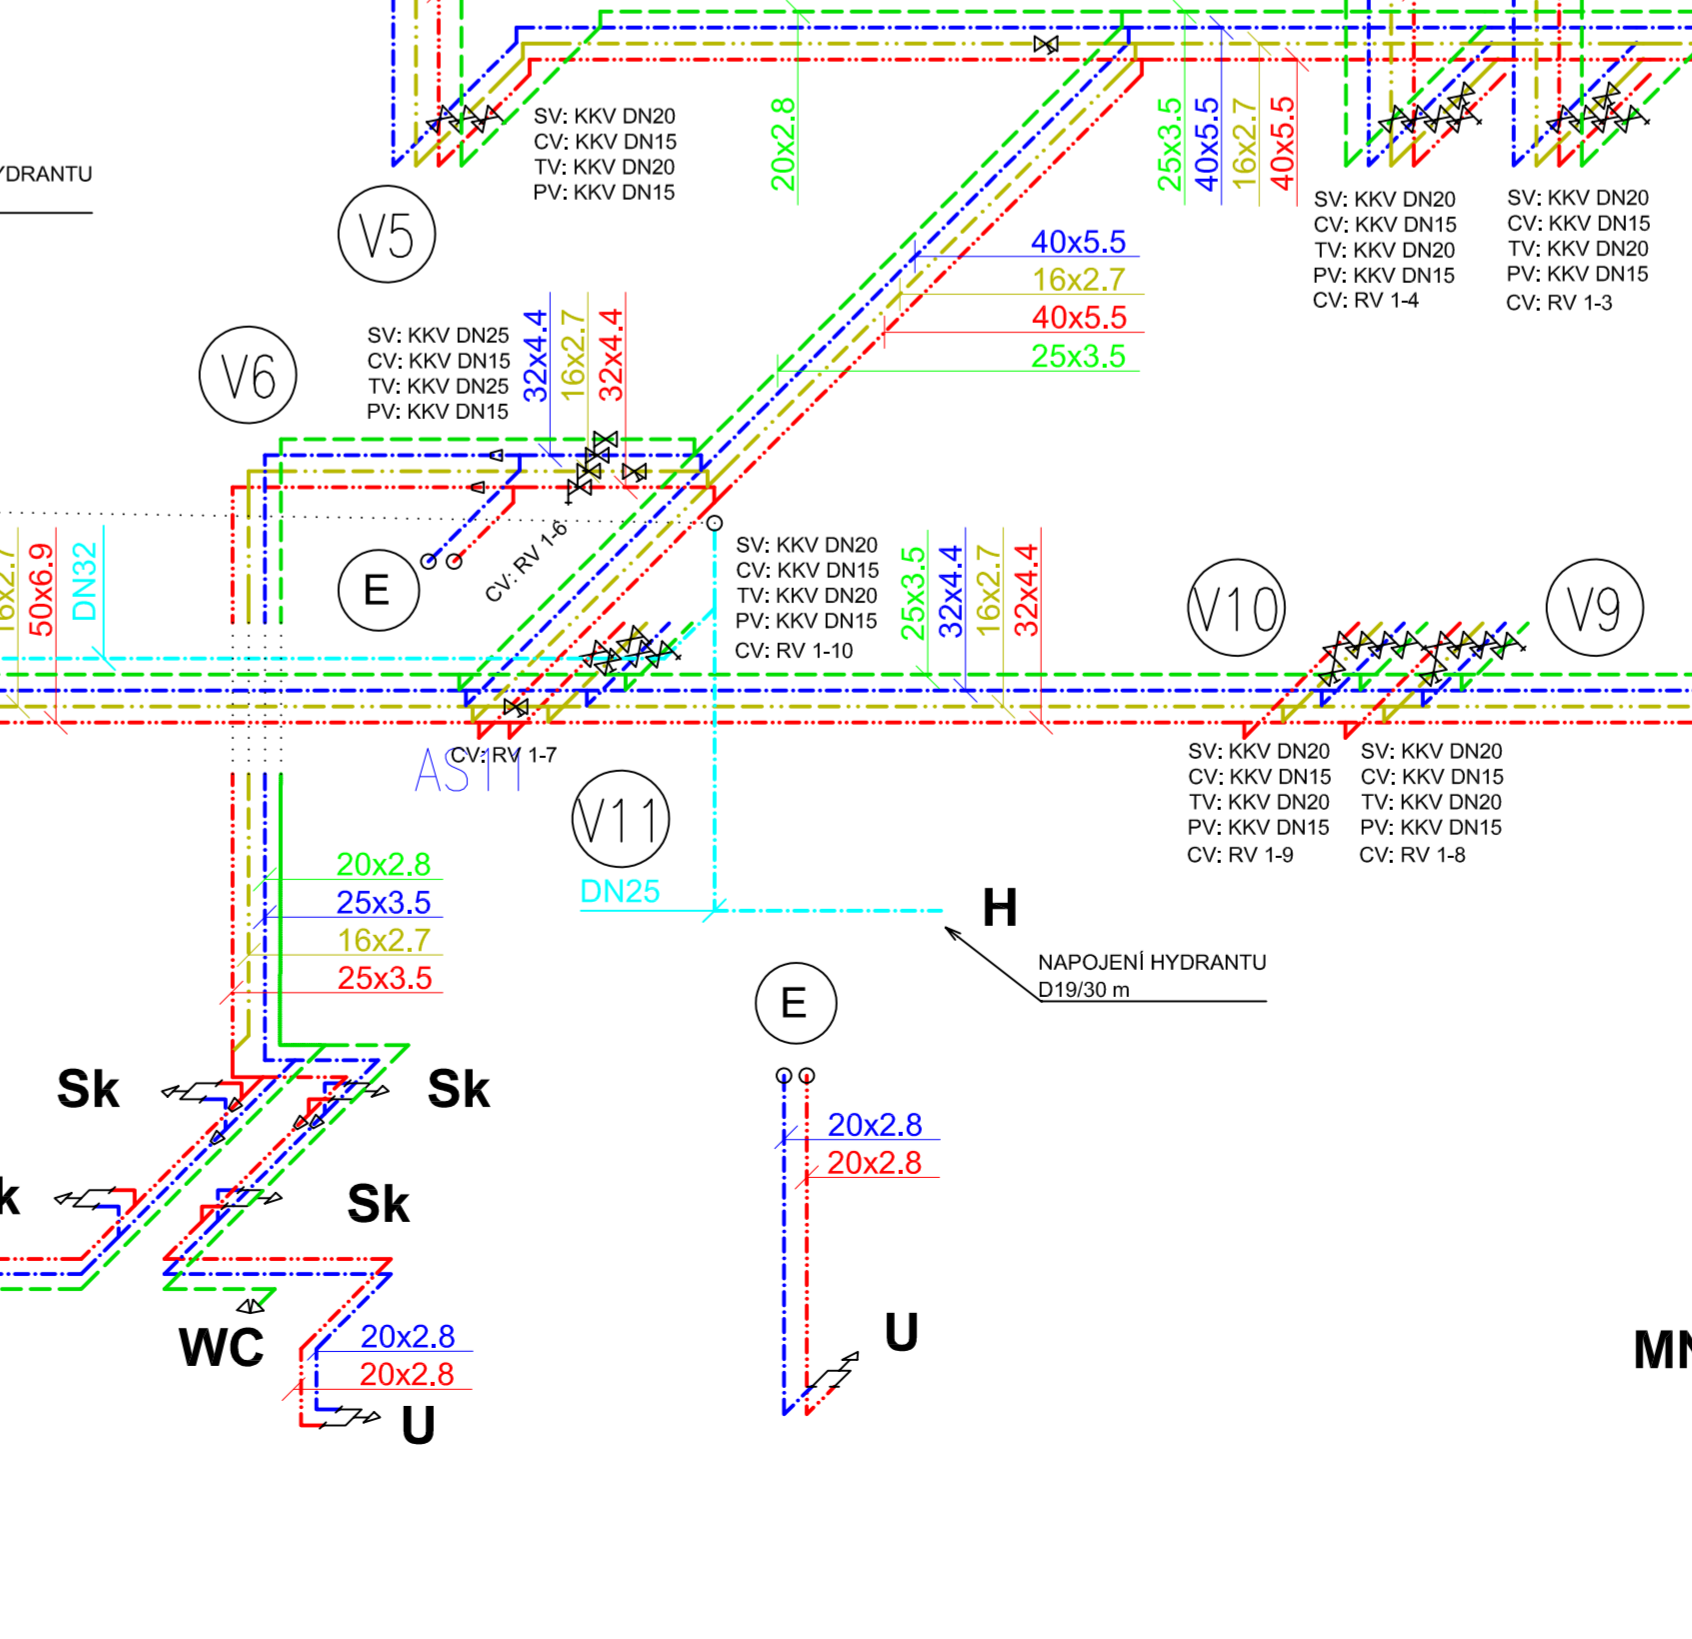 YDRANTU
V5
SV: KKV DN20
CV: KKV DN15
TV: KKV DN20
PV: KKV DN15
20x2.8
25x3.5
40x5.5
16x2.7
40x5.5
SV: KKV DN20
CV: KKV DN15
TV: KKV DN20
PV: KKV DN15
CV: RV 1-4
SV: KKV DN20
CV: KKV DN15
TV: KKV DN20
PV: KKV DN15
CV: RV 1-3
40x5.5
16x2.7
40x5.5
25x3.5
V6
SV: KKV DN25
CV: KKV DN15
TV: KKV DN25
PV: KKV DN15
32x4.4
16x2.7
32x4.4
E
CV: RV 1-6
16x2.7
50x6.9
DN32
SV: KKV DN20
CV: KKV DN15
TV: KKV DN20
PV: KKV DN15
CV: RV 1-10
25x3.5
32x4.4
16x2.7
32x4.4
V10
V9
CV: RV 1-7
AS11
V11
SV: KKV DN20
CV: KKV DN15
TV: KKV DN20
PV: KKV DN15
CV: RV 1-9
SV: KKV DN20
CV: KKV DN15
TV: KKV DN20
PV: KKV DN15
CV: RV 1-8
20x2.8
25x3.5
16x2.7
25x3.5
DN25
H
NAPOJENÍ HYDRANTU
D19/30 m
E
Sk
Sk
20x2.8
20x2.8
k
Sk
U
WC
20x2.8
20x2.8
U